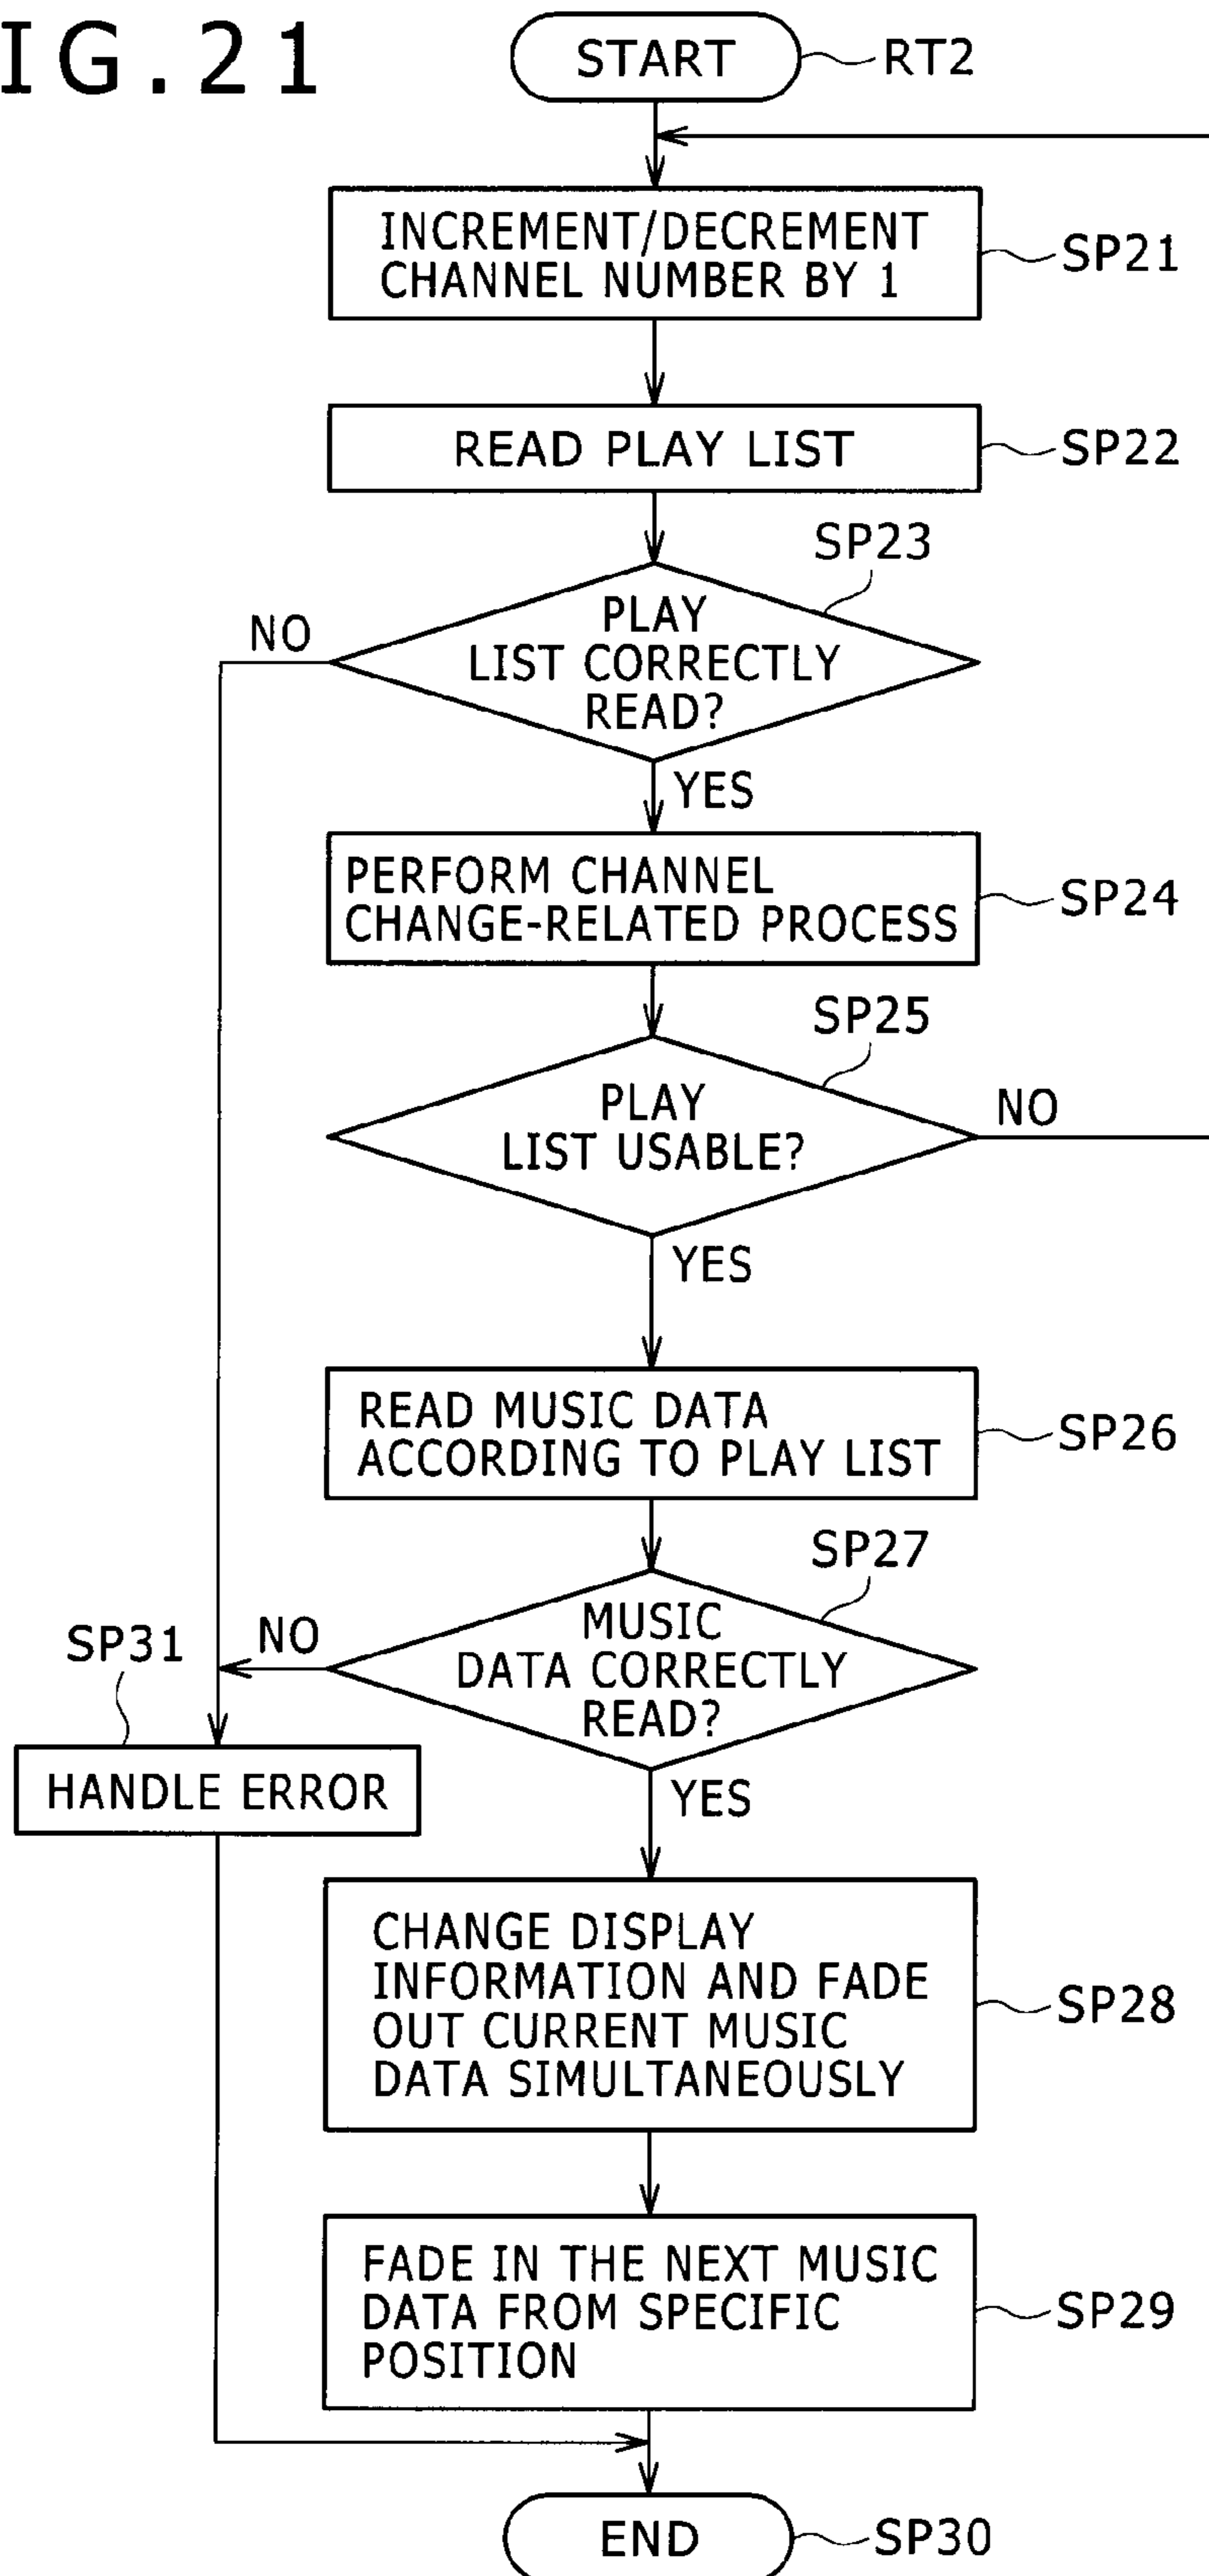 IG.21
START
RT2
INCREMENT/DECREMENT
CHANNEL NUMBER BY 1
SP21
READ PLAY LIST
SP22
SP23
PLAY
LIST CORRECTLY
READ?
NO
YES
PERFORM CHANNEL
CHANGE-RELATED PROCESS
SP24
SP25
PLAY
LIST USABLE?
NO
YES
READ MUSIC DATA
ACCORDING TO PLAY LIST
SP26
SP27
MUSIC
DATA CORRECTLY
READ?
NO
SP31
HANDLE ERROR
YES
CHANGE DISPLAY
INFORMATION AND FADE
OUT CURRENT MUSIC
DATA SIMULTANEOUSLY
SP28
FADE IN THE NEXT MUSIC
DATA FROM SPECIFIC
POSITION
SP29
END
SP30